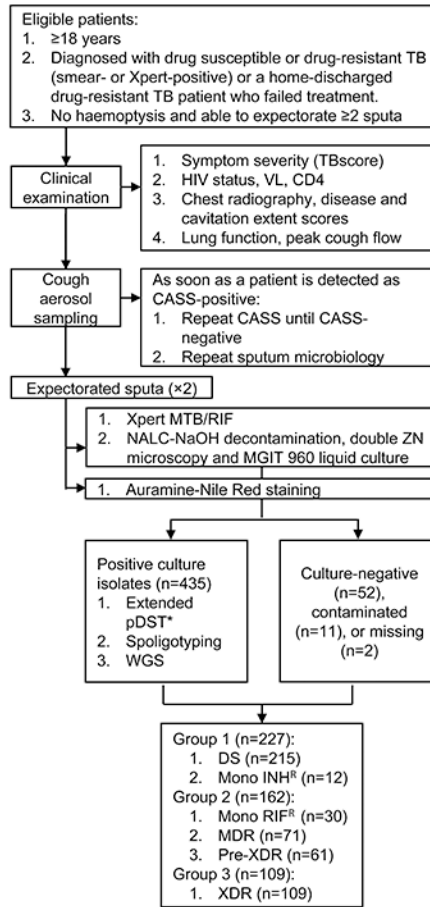 Eligible patients:
1. ≥18 years
2. Diagnosed with drug susceptible or drug-resistant TB
(smear- or Xpert-positive) or a home-discharged
drug-resistant TB patient who failed treatment.
3. No haemoptysis and able to expectorate ≥2 sputa
Clinical
examination
1. Symptom severity (TBscore)
2. HIV status, VL, CD4
3. Chest radiography, disease and
cavitation extent scores
4. Lung function, peak cough flow
Cough
aerosol
sampling
As soon as a patient is detected as
CASS-positive:
1. Repeat CASS until CASS-
negative
2. Repeat sputum microbiology
Expectorated sputa (×2)
1. Xpert MTB/RIF
2. NALC-NaOH decontamination, double ZN
microscopy and MGIT 960 liquid culture
1. Auramine-Nile Red staining
Positive culture
isolates (n=435)
1. Extended
pDST*
2. Spoligotyping
3. WGS
Culture-negative
(n=52),
contaminated
(n=11), or missing
(n=2)
Group 1 (n=227):
1. DS (n=215)
2. Mono INHᴿ (n=12)
Group 2 (n=162):
1. Mono RIFᴿ (n=30)
2. MDR (n=71)
3. Pre-XDR (n=61)
Group 3 (n=109):
1. XDR (n=109)